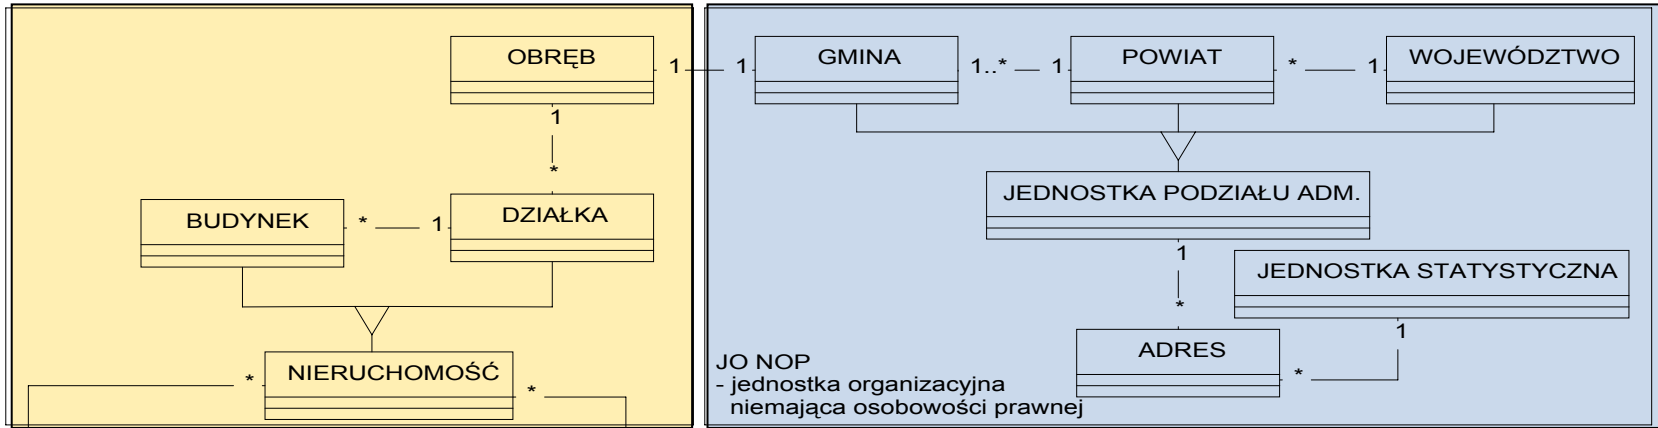 OBRĘB
1
1
GMINA
1..*
1
POWIAT
*
1
WOJEWÓDZTWO
1
*
BUDYNEK
*
1
DZIAŁKA
JEDNOSTKA PODZIAŁU ADM.
1
*
JEDNOSTKA STATYSTYCZNA
1
ADRES
*
NIERUCHOMOŚĆ
*
*
JO NOP
- jednostka organizacyjna
niemająca osobowości prawnej